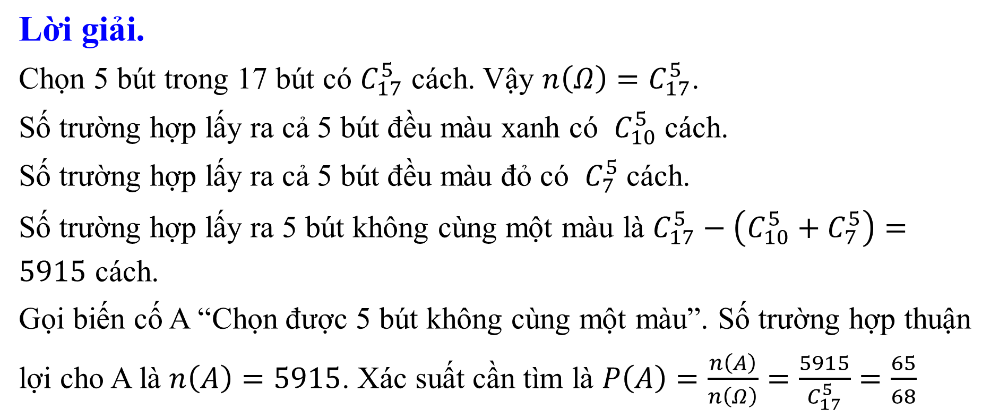 Lời giải.
Chọn 5 bút trong 17 bút có $C_{17}^{5}$ cách. Vậy $n(\Omega) = C_{17}^{5}$.
Số trường hợp lấy ra cả 5 bút đều màu xanh có $C_{10}^{5}$ cách.
Số trường hợp lấy ra cả 5 bút đều màu đỏ có $C_{7}^{5}$ cách.
Số trường hợp lấy ra 5 bút không cùng một màu là $C_{17}^{5} - (C_{10}^{5} + C_{7}^{5}) =$
5915 cách.
Gọi biến cố A “Chọn được 5 bút không cùng một màu”. Số trường hợp thuận
lợi cho A là $n(A) = 5915$. Xác suất cần tìm là $P(A) = \frac{n(A)}{n(\Omega)} = \frac{5915}{C_{17}^{5}} = \frac{65}{68}$